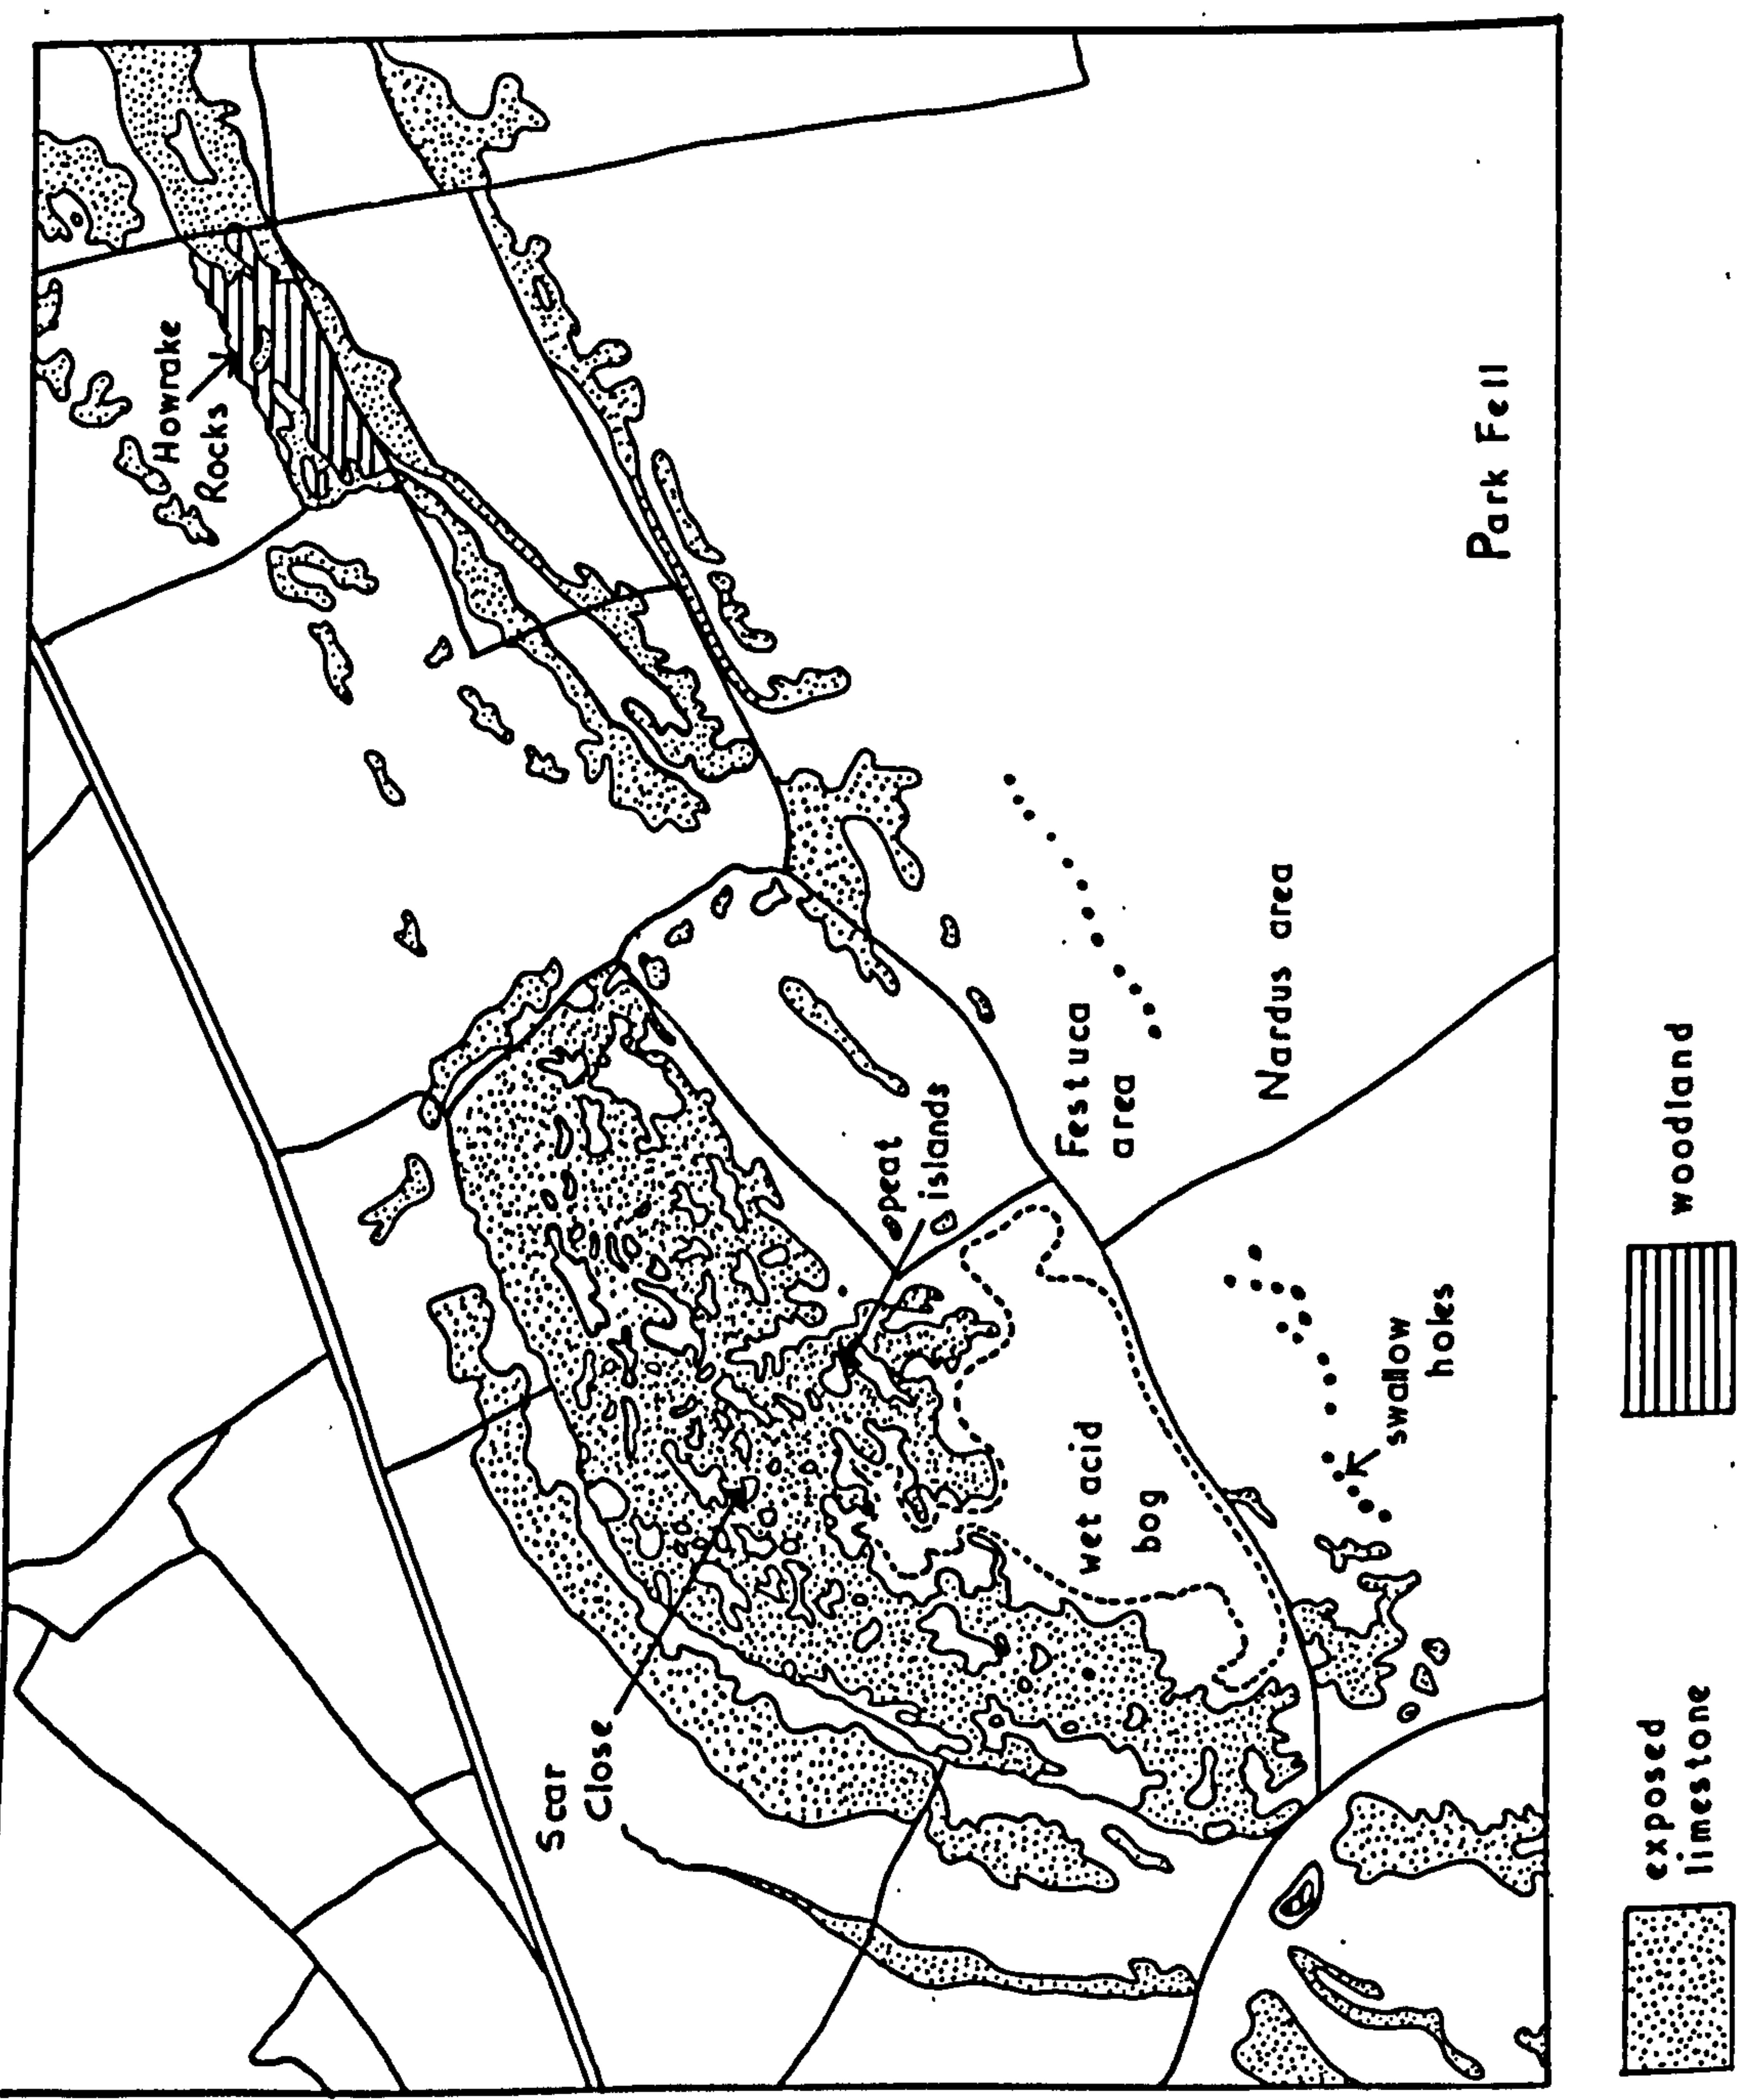 Scar
Close
Howrake
Rocks
peat
islands
Festuca
area
wet acid
bog
Nardus area
swallow
holes
Park Fell
exposed
limestone
woodland